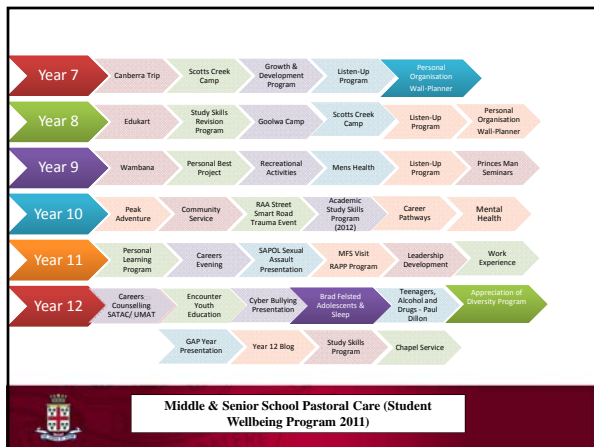 Year 7
Canberra Trip
Scotts Creek
Camp
Growth &
Development
Program
Listen-Up
Program
Personal
Organisation
Wall-Planner
Year 8
Edukart
Study Skills
Revision
Program
Goolwa Camp
Scotts Creek
Camp
Listen-Up
Program
Personal
Organisation
Wall-Planner
Year 9
Wambana
Personal Best
Project
Recreational
Activities
Mens Health
Listen-Up
Program
Princes Man
Seminars
Year 10
Peak
Adventure
Community
Service
RAA Street
Smart Road
Trauma Event
Academic
Study Skills
Program
(2012)
Career
Pathways
Mental
Health
Year 11
Personal
Learning
Program
Careers
Evening
SAPOL Sexual
Assault
Presentation
MFS Visit
RAPP Program
Leadership
Development
Work
Experience
Year 12
Careers
Counselling
SATAC/ UMAT
Encounter
Youth
Education
Cyber Bullying
Presentation
Brad Felsted
Adolescents &
Sleep
Teenagers,
Alcohol and
Drugs - Paul
Dillon
Appreciation of
Diversity Program
GAP Year
Presentation
Year 12 Blog
Study Skills
Program
Chapel Service
Middle & Senior School Pastoral Care (Student
Wellbeing Program 2011)